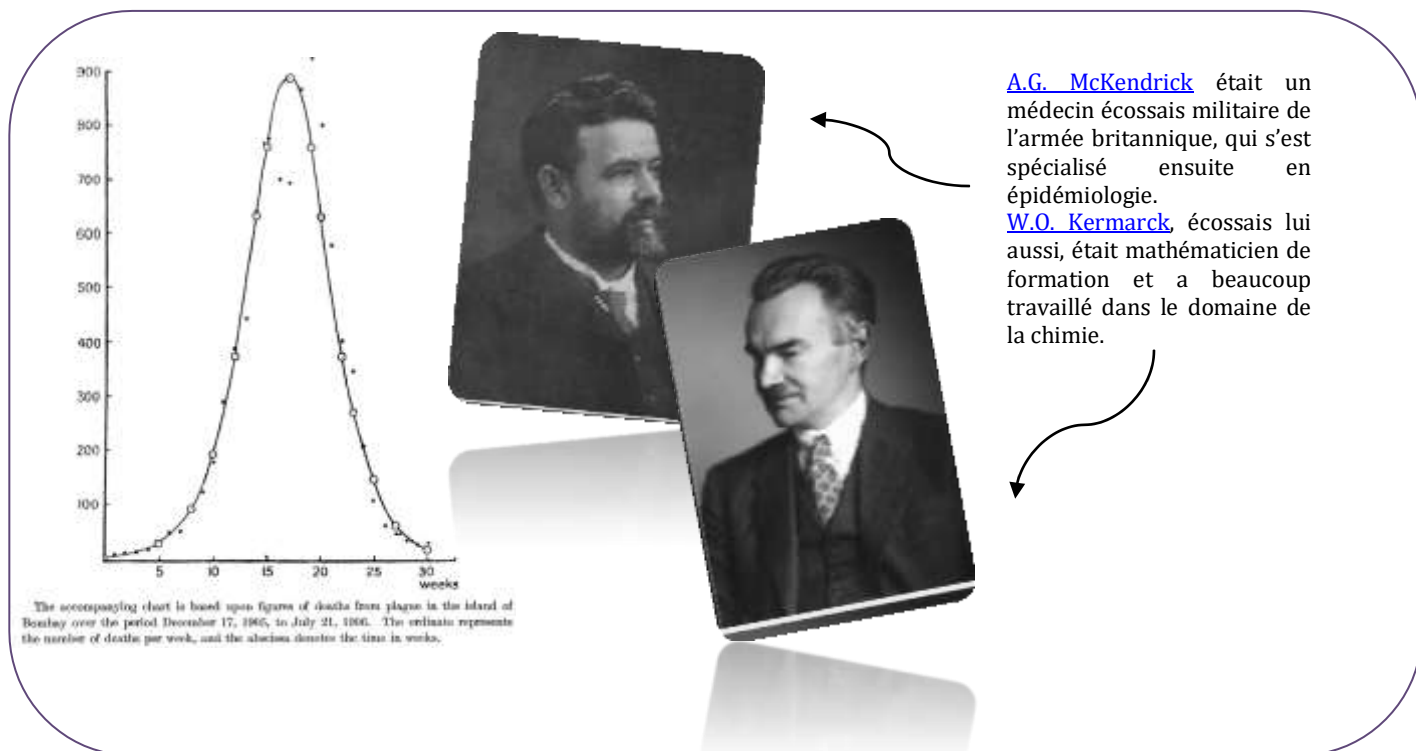 900
800
700
600
500
400
300
200
100
5
10
15
20
25
30
weeks
The accompanying chart is based upon figures of deaths from plague in the island of
Bombay over the period December 17, 1905, to July 21, 1906. The ordinate represents
the number of deaths per week, and the abscissa denotes the time in weeks.
A.G. McKendrick était un
médecin écossais militaire de
l’armée britannique, qui s’est
spécialisé ensuite en
épidémiologie.
W.O. Kermarck, écossais lui
aussi, était mathématicien de
formation et a beaucoup
travaillé dans le domaine de
la chimie.